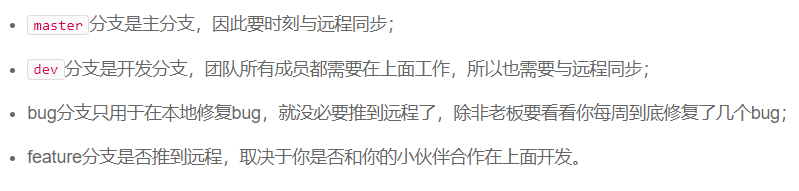 master分支是主分支，因此要时刻与远程同步；
dev分支是开发分支，团队所有成员都需要在上面工作，所以也需要与远程同步；
bug分支只用于在本地修复bug，就没必要推到远程了，除非老板要看看你每周到底修复了几个bug；
feature分支是否推到远程，取决于你是否和你的小伙伴合作在上面开发。